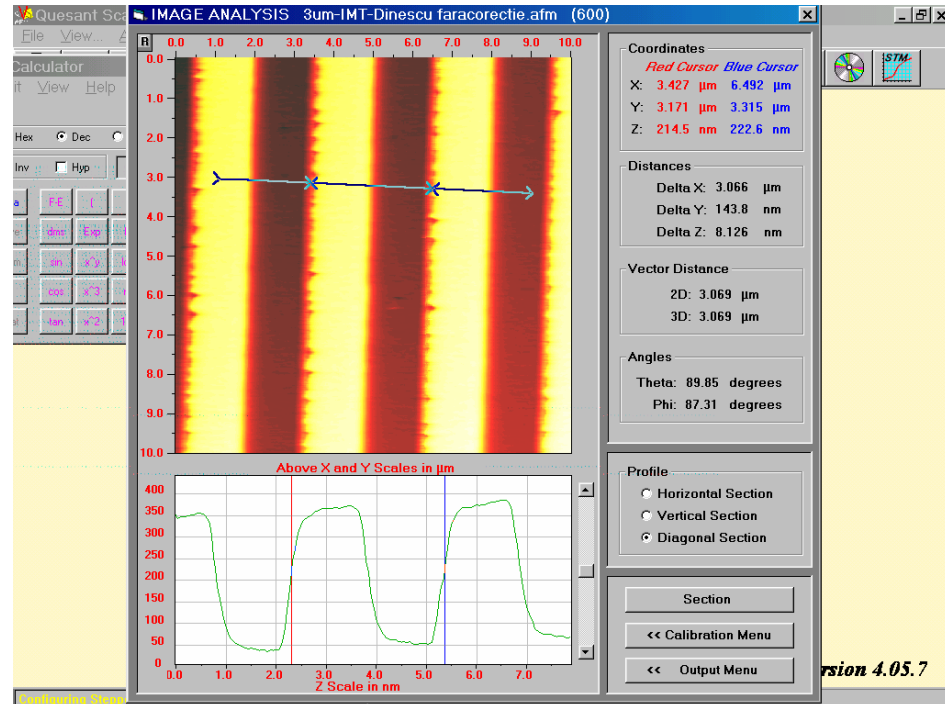 Quesant Sca
IMAGE ANALYSIS 3um-IMT-Dinescu faracorectie.afm (600)
File View...
Calculator
it View Help
Hex Dec
Inv Hyp
F-E (
dms Exp
sin x^y
cos x^3
tan x^2
R 0.0 1.0 2.0 3.0 4.0 5.0 6.0 7.0 8.0 9.0 10.0
0.0
1.0
2.0
3.0
4.0
5.0
6.0
7.0
8.0
9.0
10.0
Above X and Y Scales in µm
400
350
300
250
200
150
100
50
0
0.0 1.0 2.0 3.0 4.0 5.0 6.0 7.0
Z Scale in nm
Coordinates
Red Cursor Blue Cursor
X: 3.427 µm 6.492 µm
Y: 3.171 µm 3.315 µm
Z: 214.5 nm 222.6 nm
Distances
Delta X: 3.066 µm
Delta Y: 143.8 nm
Delta Z: 8.126 nm
Vector Distance
2D: 3.069 µm
3D: 3.069 µm
Angles
Theta: 89.85 degrees
Phi: 87.31 degrees
Profile
Horizontal Section
Vertical Section
Diagonal Section
Section
<< Calibration Menu
<< Output Menu
STM
rsion 4.05.7
Configuring Stepp